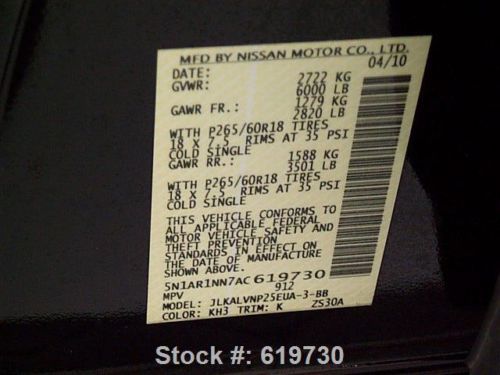 MFD BY NISSAN MOTOR CO., LTD.
DATE: 04/10
GVWR: 2722 KG
6000 LB
GAWR FR.: 1279 KG
2820 LB
WITH P265/60R18 TIRES
18 X 7.5 RIMS AT 35 PSI
COLD SINGLE
GAWR RR.: 1588 KG
3501 LB
WITH P265/60R18 TIRES
18 X 7.5 RIMS AT 35 PSI
COLD SINGLE
THIS VEHICLE CONFORMS TO
ALL APPLICABLE FEDERAL
MOTOR VEHICLE SAFETY AND
THEFT PREVENTION
STANDARDS IN EFFECT ON
THE DATE OF MANUFACTURE
SHOWN ABOVE.
5N1AR1NN7AC619730
MPV 912
MODEL: JLKALVNP25EUA-3-BB
COLOR: KH3 TRIM: K ZS30A
Stock #: 619730